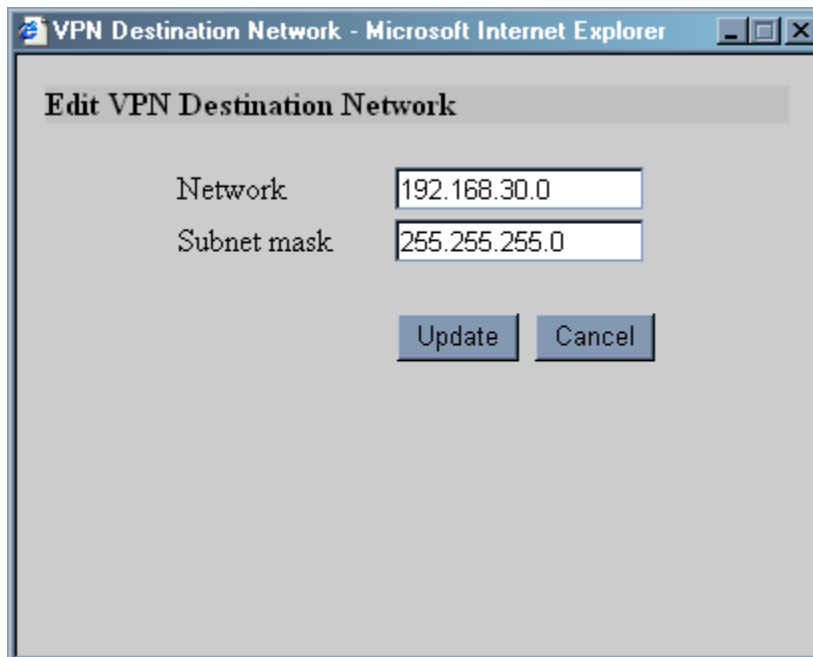 VPN Destination Network - Microsoft Internet Explorer
Edit VPN Destination Network
Network 192.168.30.0
Subnet mask 255.255.255.0
Update Cancel